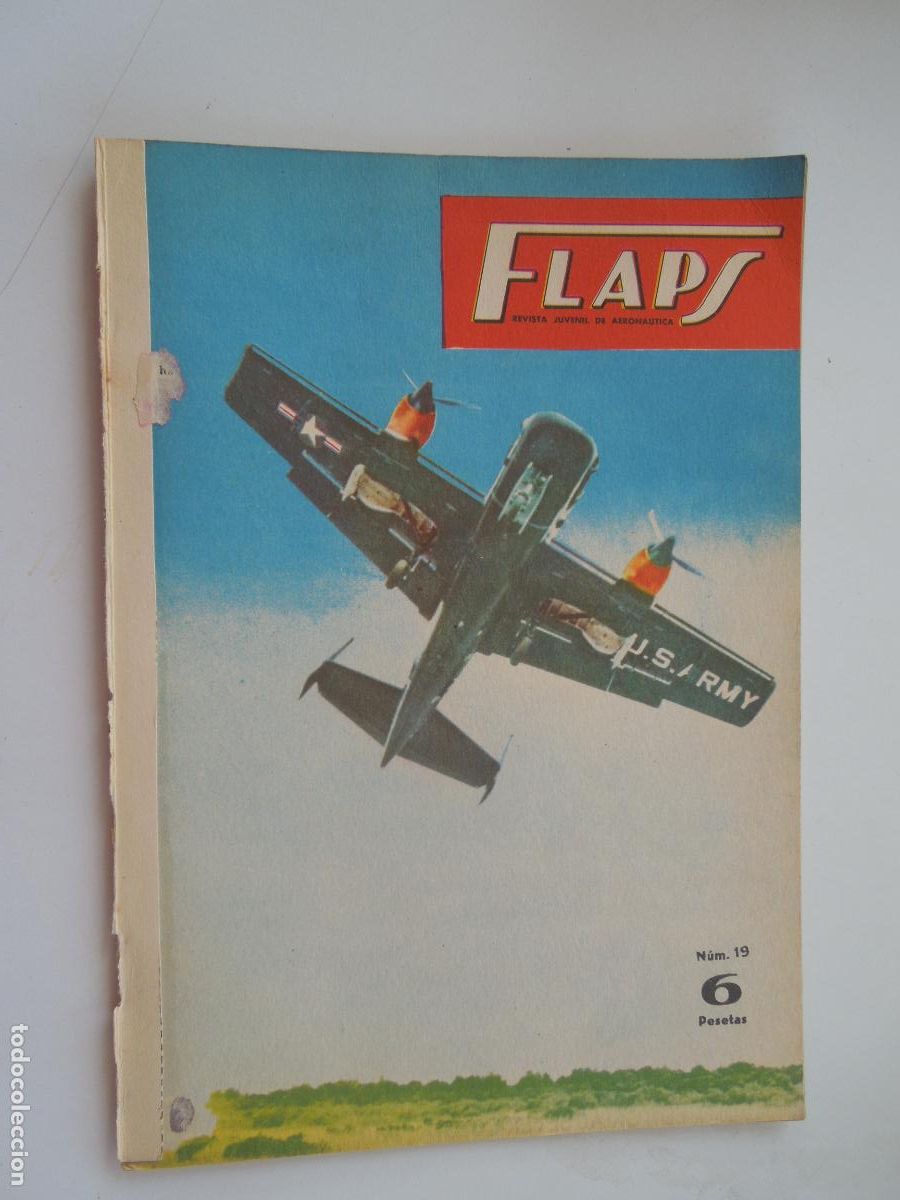 FLAPS
REVISTA JUVENIL DE AERONAUTICA
U.S. ARMY
Núm. 19
6
Pesetas
todocoleccion